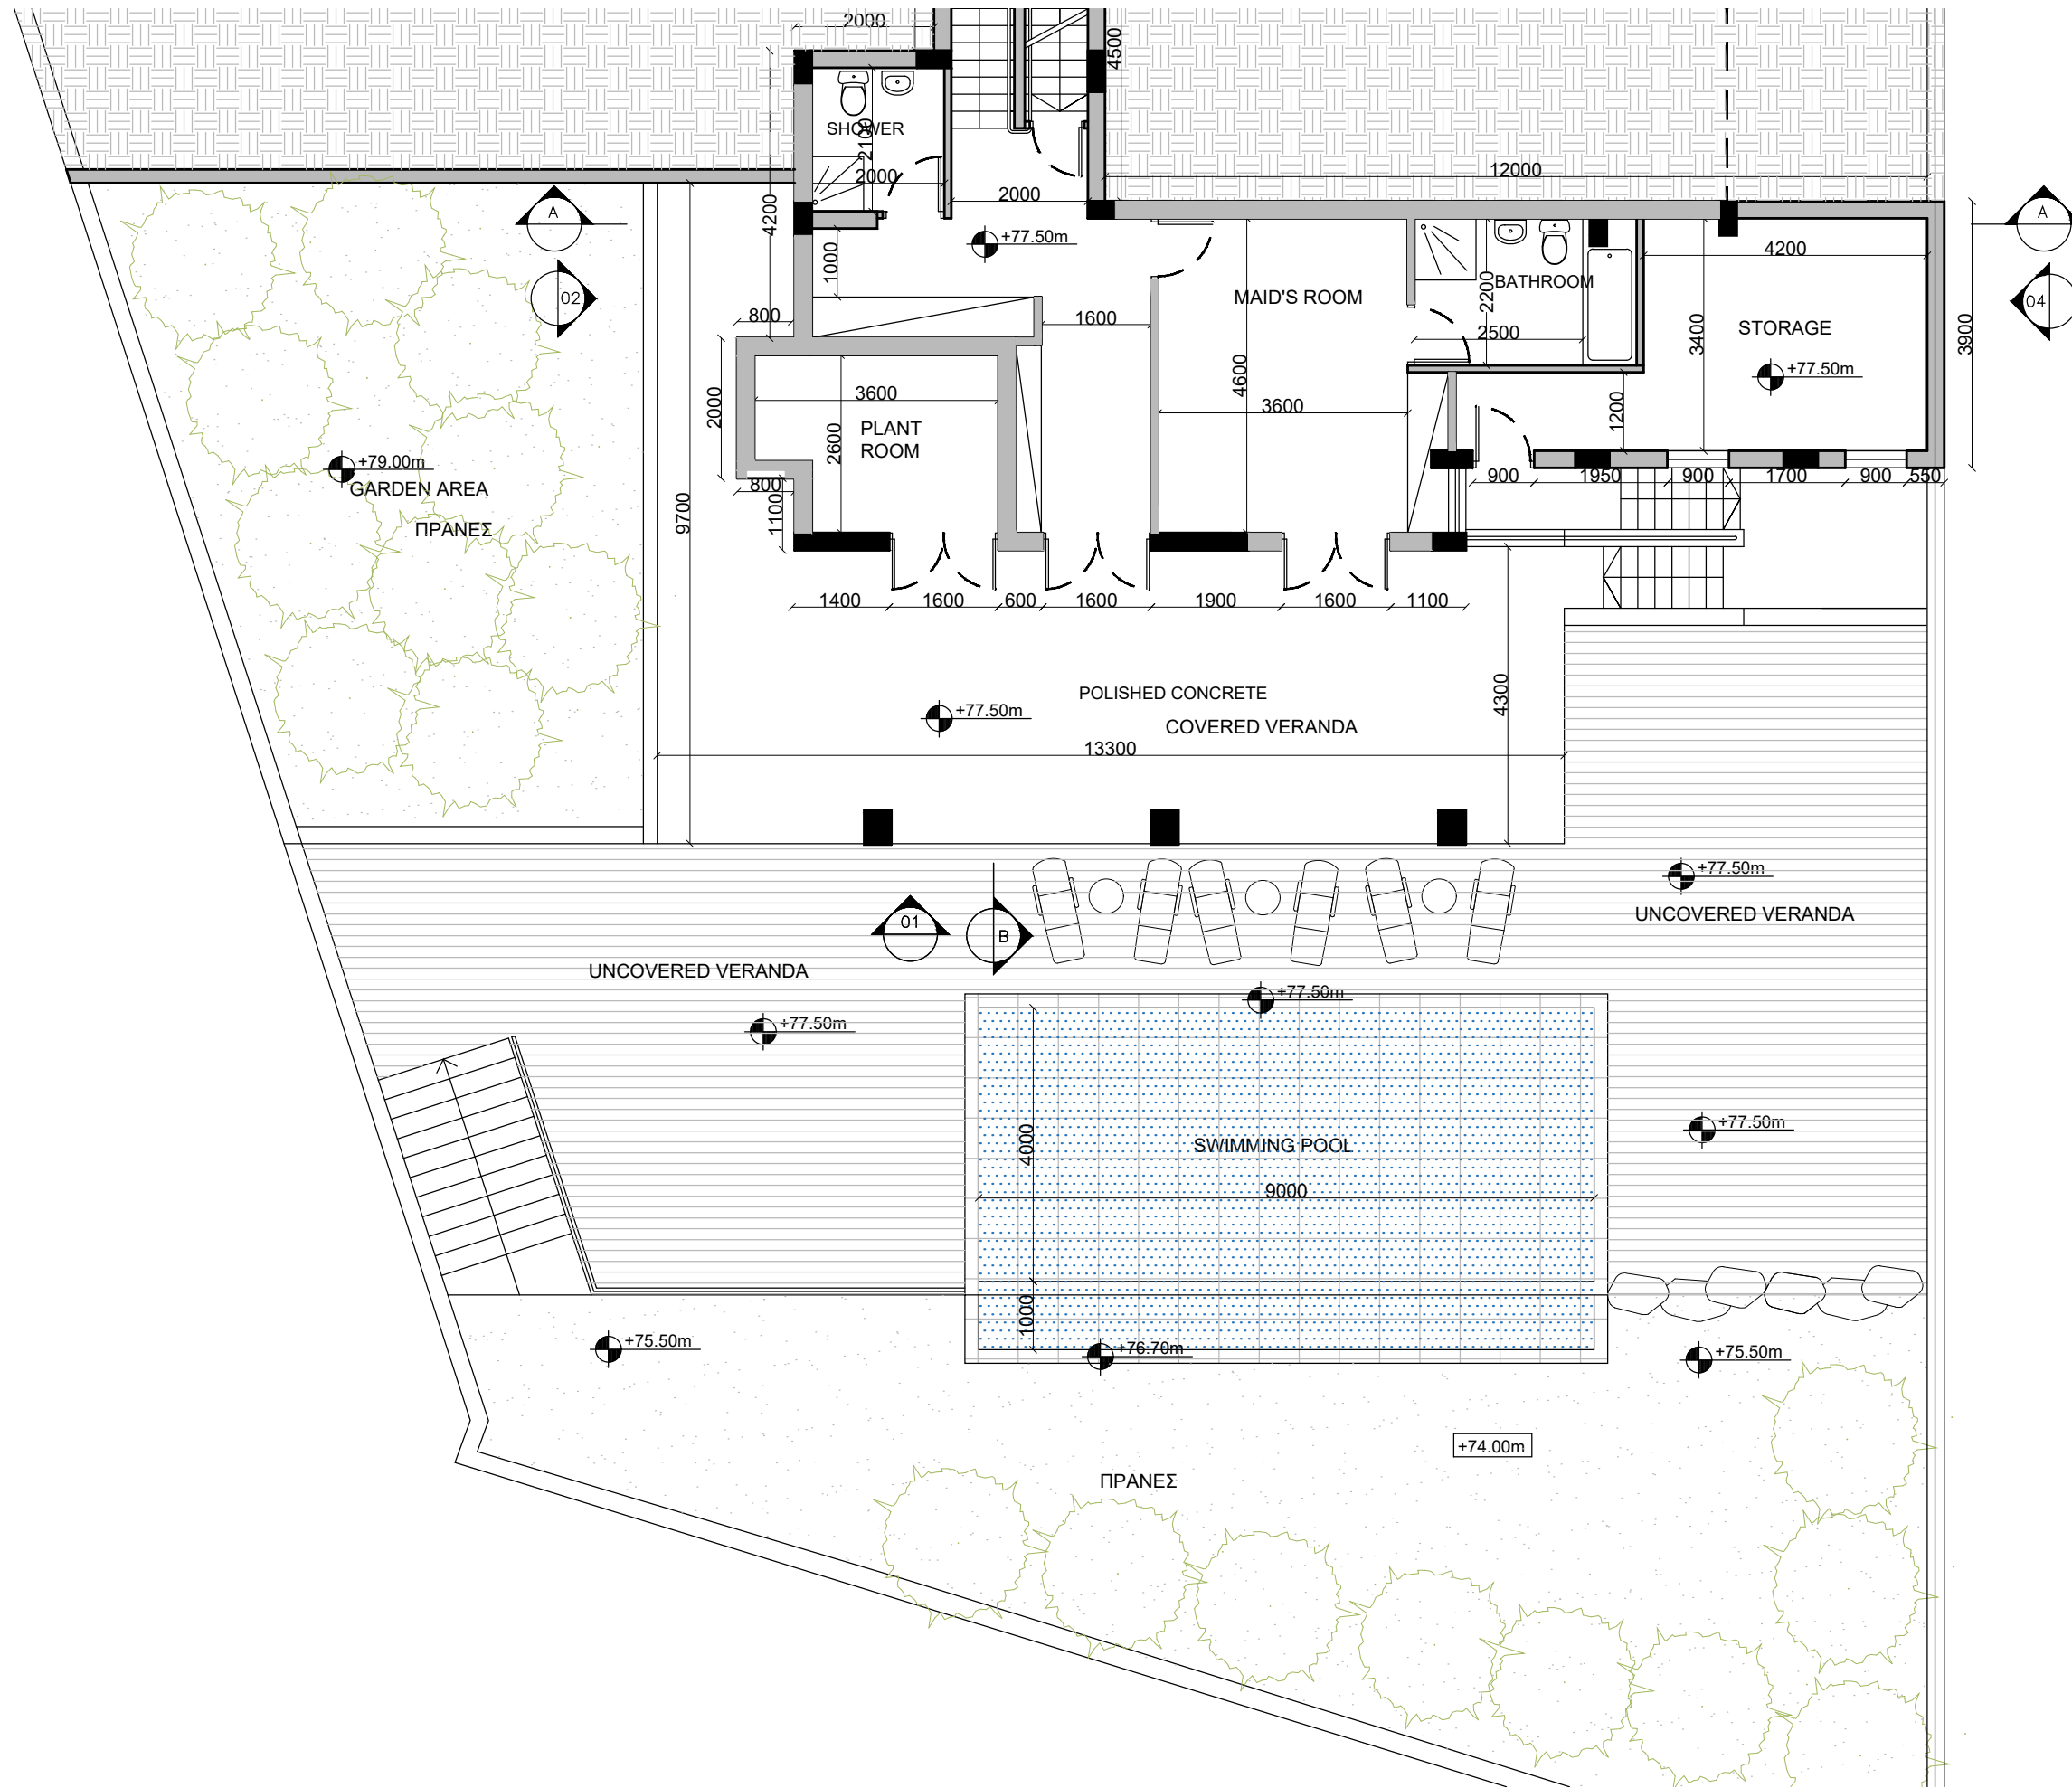 2000
4500
SHOWER
2100
2000
12000
2000
A
A
4200
+77.50m
1000
4200
02
MAID'S ROOM
2200
BATHROOM
04
800
1600
2500
STORAGE
3400
3900
+77.50m
3600
4600
3600
2000
PLANT
ROOM
2600
1200
+79.00m
GARDEN AREA
800
900
1950
900
1700
900
550
1100
9700
ΠΡΑΝΕΣ
1400
1600
600
1600
1900
1600
1100
POLISHED CONCRETE
4300
+77.50m
COVERED VERANDA
13300
+77.50m
01
B
UNCOVERED VERANDA
UNCOVERED VERANDA
+77.50m
+77.50m
+77.50m
4000
SWIMMING POOL
9000
1000
+75.50m
+76.70m
+75.50m
+74.00m
ΠΡΑΝΕΣ